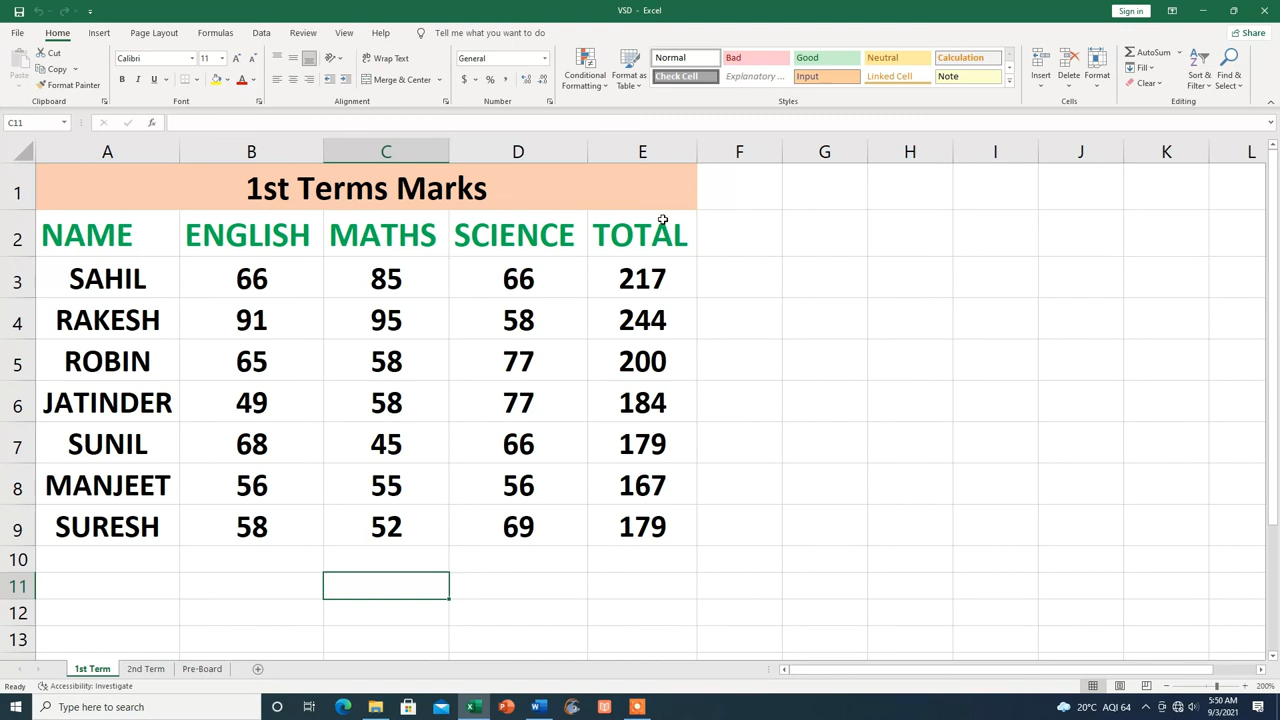 VSD - Excel
Sign in
File Home Insert Page Layout Formulas Data Review View Help Tell me what you want to do Share
Cut
Copy
Format Painter
Paste
Clipboard
Calibri 11
B I U
Font
Wrap Text
Merge & Center
Alignment
General
Number
Conditional Formatting
Format as Table
Normal Bad Good Neutral Calculation
Check Cell Explanatory ... Input Linked Cell Note
Styles
Insert Delete Format
Cells
AutoSum
Fill
Clear
Sort & Filter
Find & Select
Editing
C11 fx
A B C D E F G H I J K L
1 1st Terms Marks
2 NAME ENGLISH MATHS SCIENCE TOTAL
3 SAHIL 66 85 66 217
4 RAKESH 91 95 58 244
5 ROBIN 65 58 77 200
6 JATINDER 49 58 77 184
7 SUNIL 68 45 66 179
8 MANJEET 56 55 56 167
9 SURESH 58 52 69 179
10
11
12
13
1st Term 2nd Term Pre-Board
Ready Accessibility: Investigate 200%
Type here to search
20°C AQI 64
5:50 AM
9/3/2021